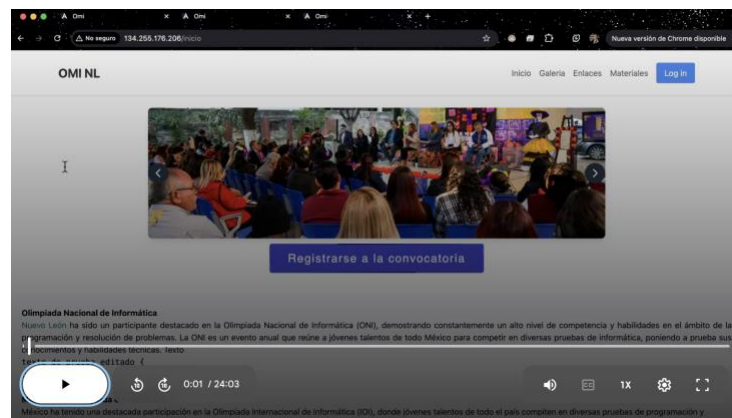 Omi
Omi
Omi
No seguro 134.255.176.206/inicio
Nueva versión de Chrome disponible
OMI NL
Inicio Galeria Enlaces Materiales Log in
Registrarse a la convocatoria
Olimpiada Nacional de Informática
Nuevo León ha sido un participante destacado en la Olimpiada Nacional de Informática (ONI), demostrando constantemente un alto nivel de competencia y habilidades en el ámbito de la
programación y resolución de problemas. La ONI es un evento anual que reúne a jóvenes talentos de todo México para competir en diversas pruebas de informática, poniendo a prueba sus
conocimientos y habilidades técnicas. Texto
texto de prueba editado {
10 10 0:01 / 24:03 CC 1X
México ha tenido una destacada participación en la Olimpiada Internacional de Informática (IOI), donde jóvenes talentos de todo el país compiten en diversas pruebas de programación y